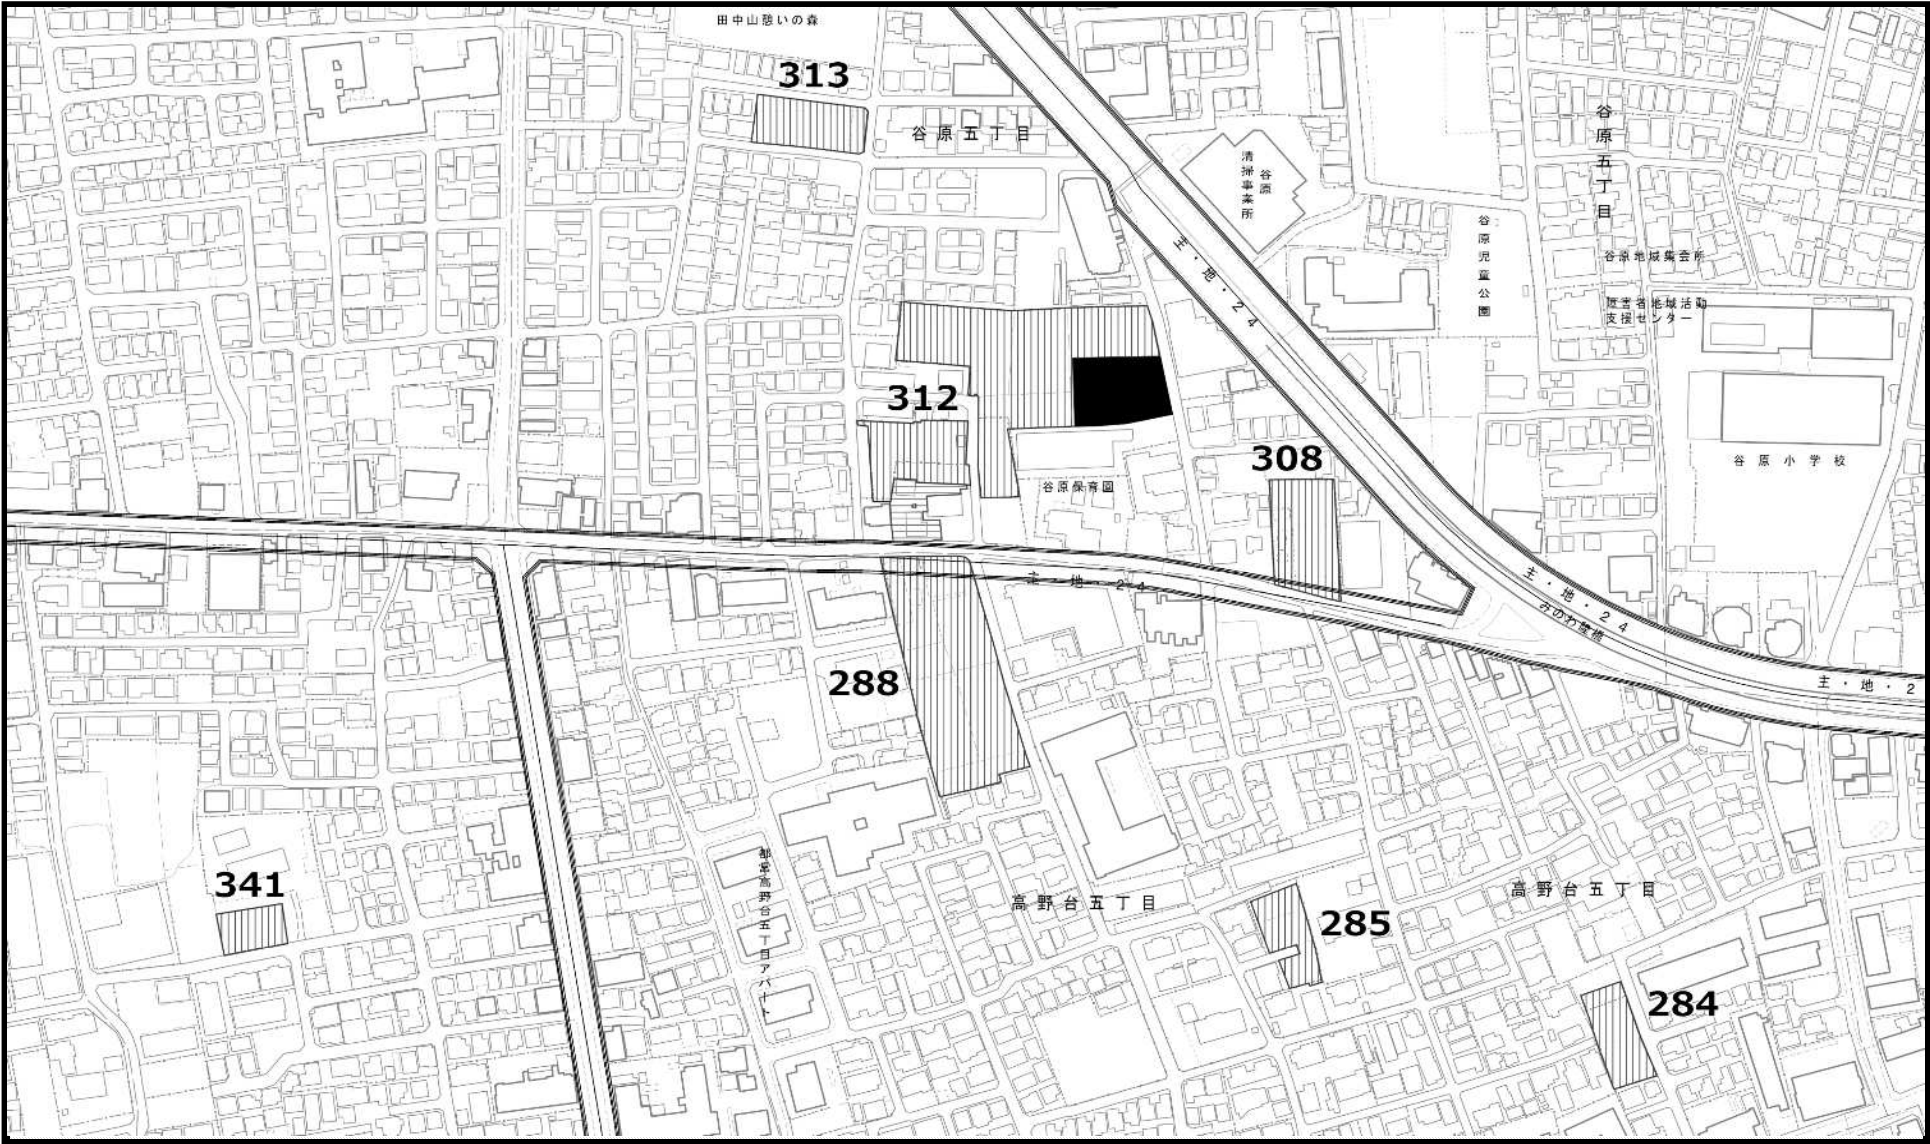 田中山憩いの森
313
谷原五丁目
谷原五丁目
谷原
清掃事業所
谷原児童公園
谷原地域集会所
障害者地域活動
支援センター
主・地・24
312
308
谷原小学校
谷原保育園
主・地・24
主・地・24
みのわ陸橋
288
主・地・2
341
都営高野台五丁目アパート
高野台五丁目
285
高野台五丁目
284